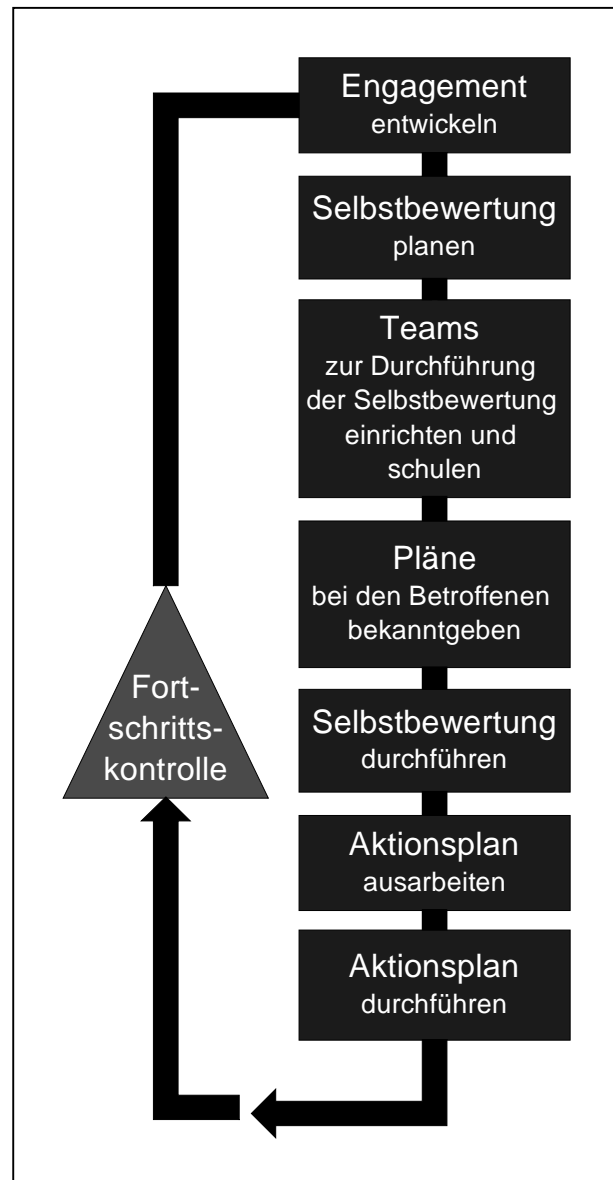 Engagement
entwickeln
Selbstbewertung
planen
Teams
zur Durchführung
der Selbstbewertung
einrichten und
schulen
Pläne
bei den Betroffenen
bekanntgeben
Selbstbewertung
durchführen
Aktionsplan
ausarbeiten
Aktionsplan
durchführen
Fort-
schritts-
kontrolle